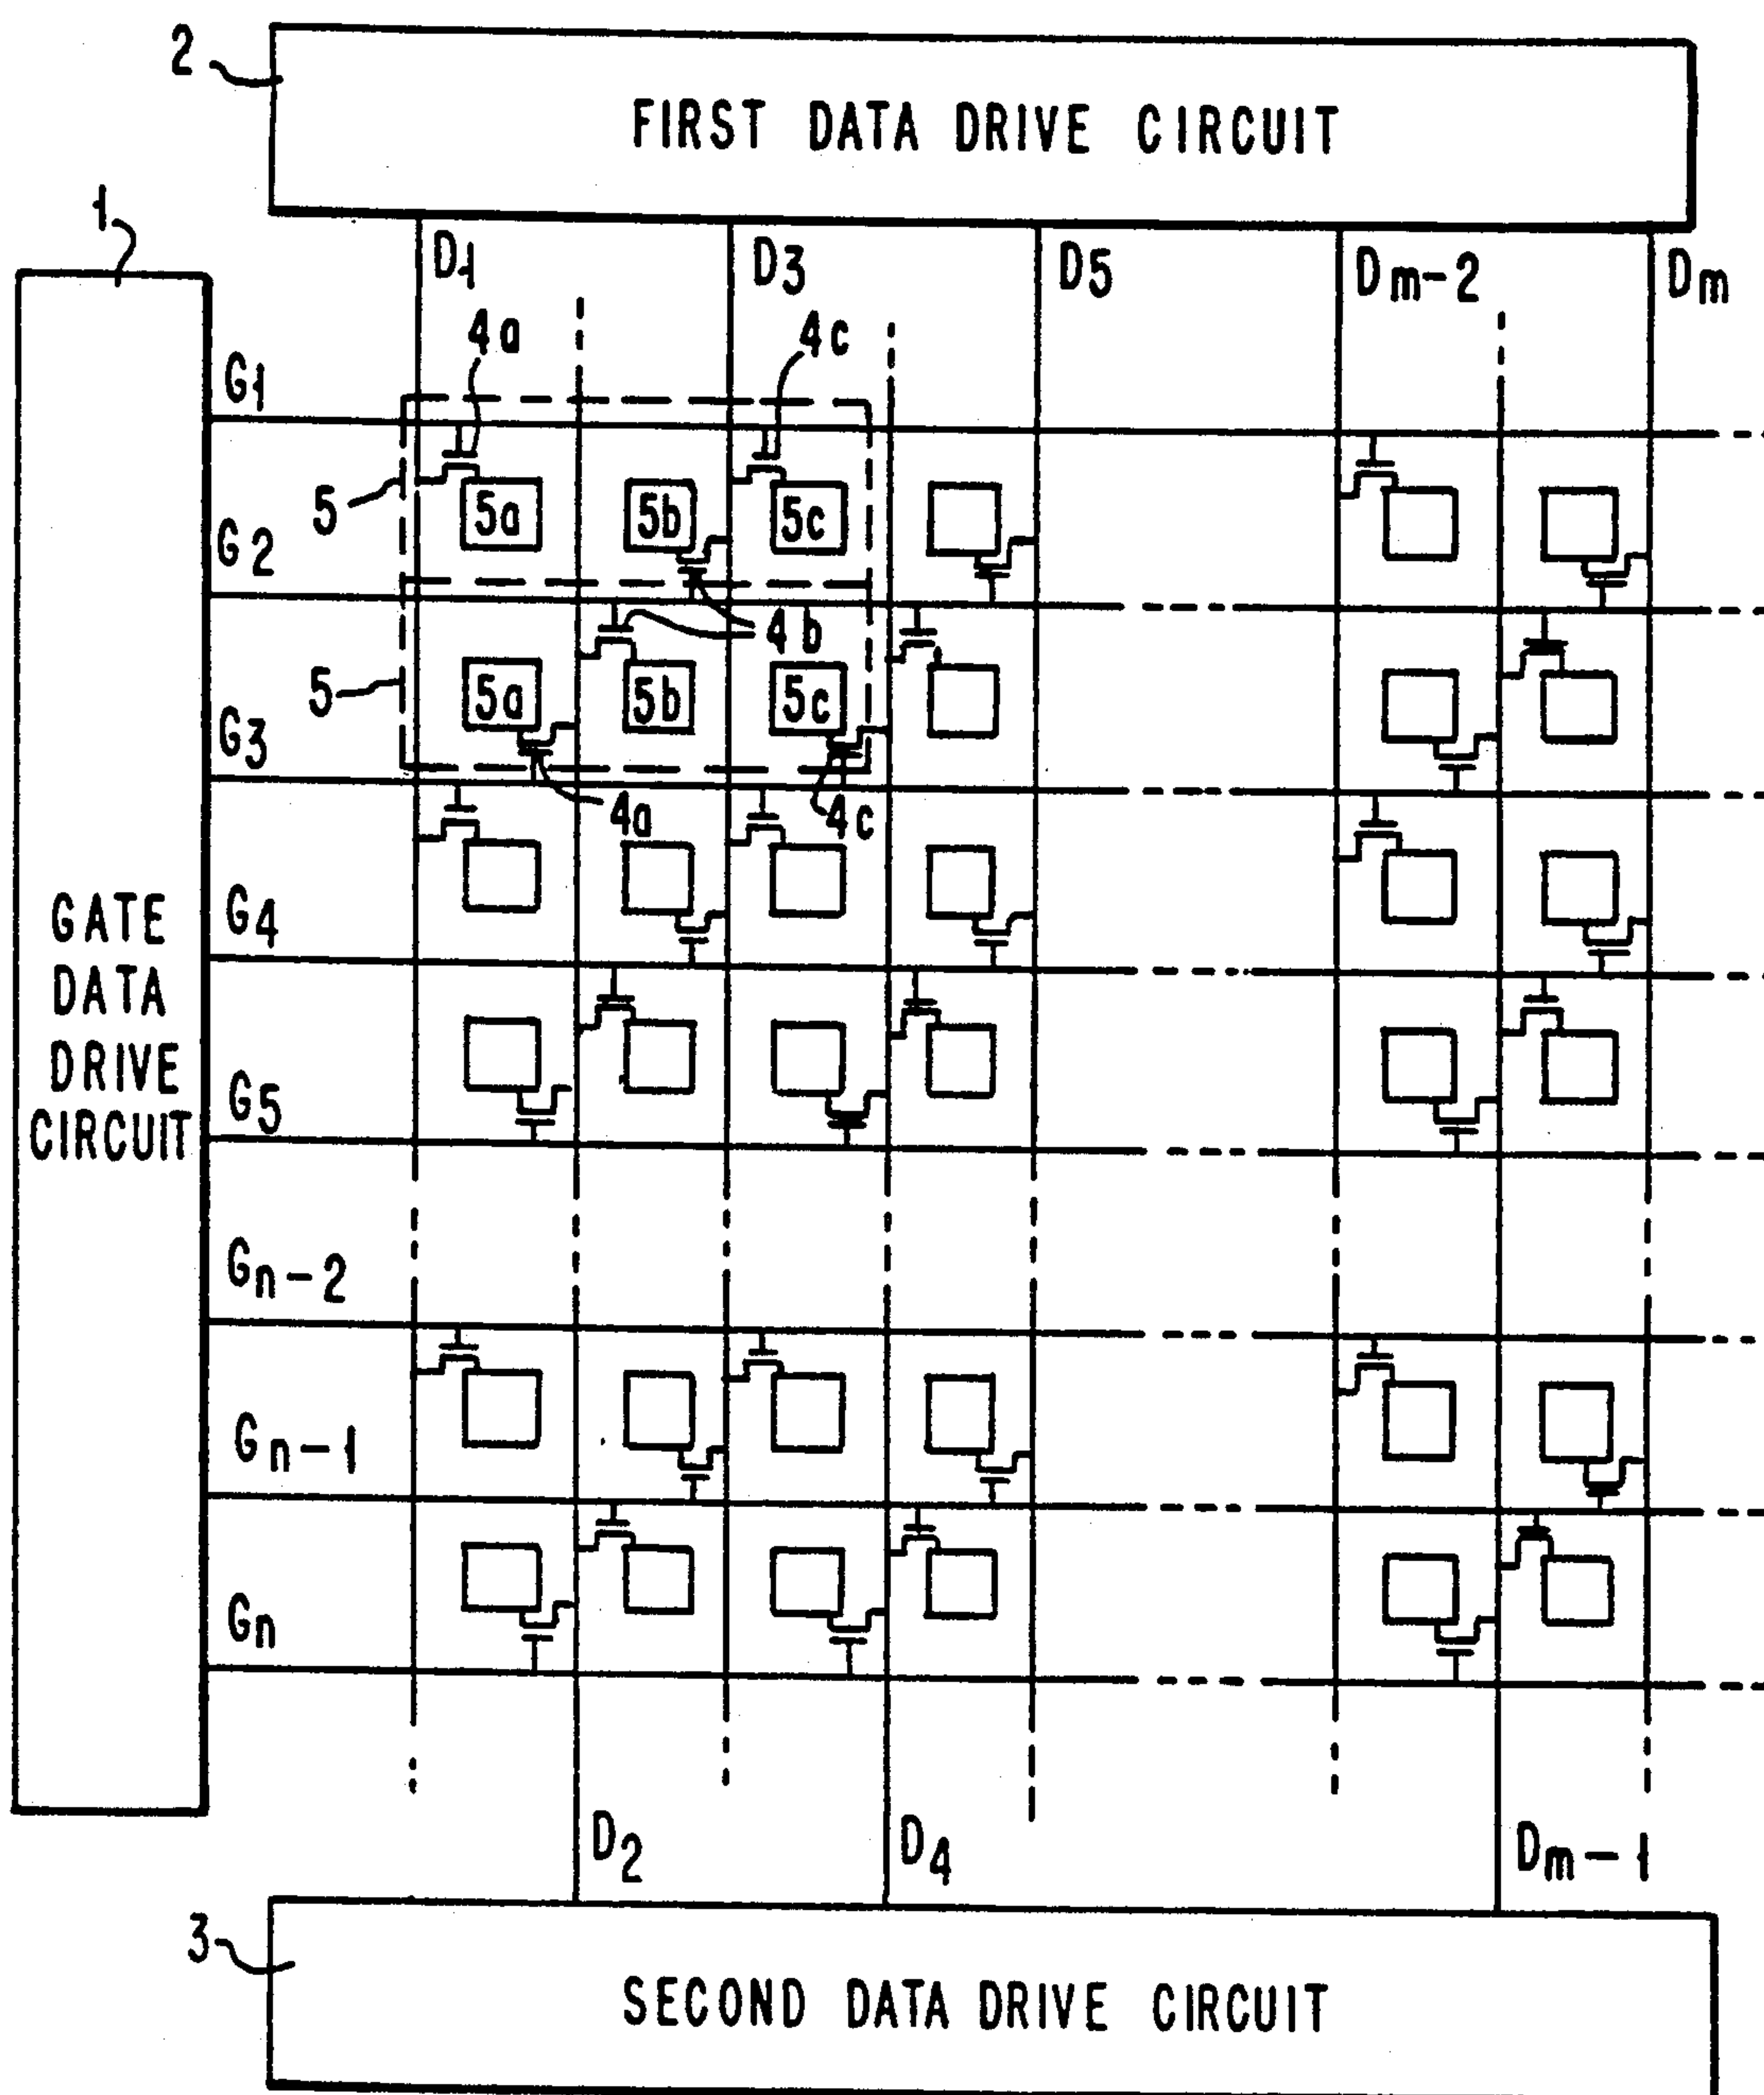 2
FIRST DATA DRIVE CIRCUIT
1
D1 D3 D5 Dm-2 Dm
4a 4c
G1
5 5a 5b 5c
G2
4b
5 5a 5b 5c
G3
4a 4c
G4
GATE
DATA
DRIVE
CIRCUIT
G5
Gn-2
Gn-1
Gn
D2 D4 Dm-1
3
SECOND DATA DRIVE CIRCUIT